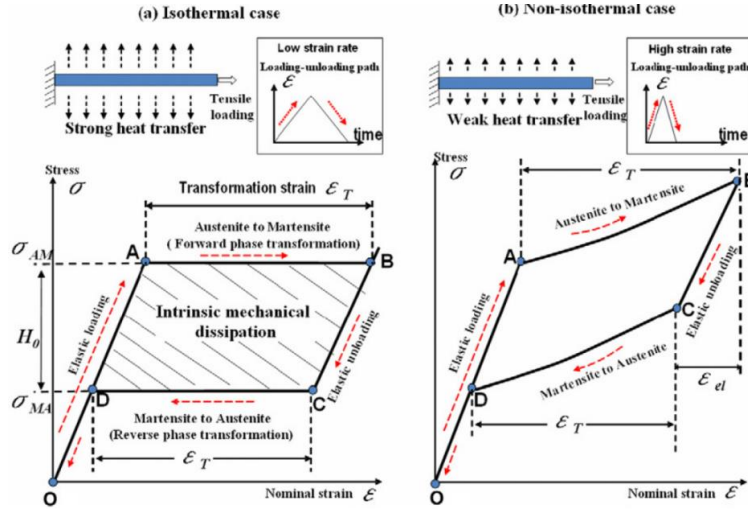 (a) Isothermal case
Low strain rate
Loading-unloading path
ε
time
Tensile
loading
Strong heat transfer
Stress
σ
Transformation strain ε_T
Austenite to Martensite
( Forward phase transformation)
σ_AM
A
B
Intrinsic mechanical
dissipation
H_0
Elastic loading
Elastic unloading
σ_MA
D
C
Martensite to Austenite
(Reverse phase transformation)
ε_T
O
Nominal strain ε
(b) Non-isothermal case
High strain rate
Loading-unloading path
ε
time
Tensile
loading
Weak heat transfer
Stress
σ
ε_T
B
Austenite to Martensite
A
Elastic loading
Elastic unloading
C
Martensite to Austenite
D
ε_el
ε_T
O
Nominal strain ε